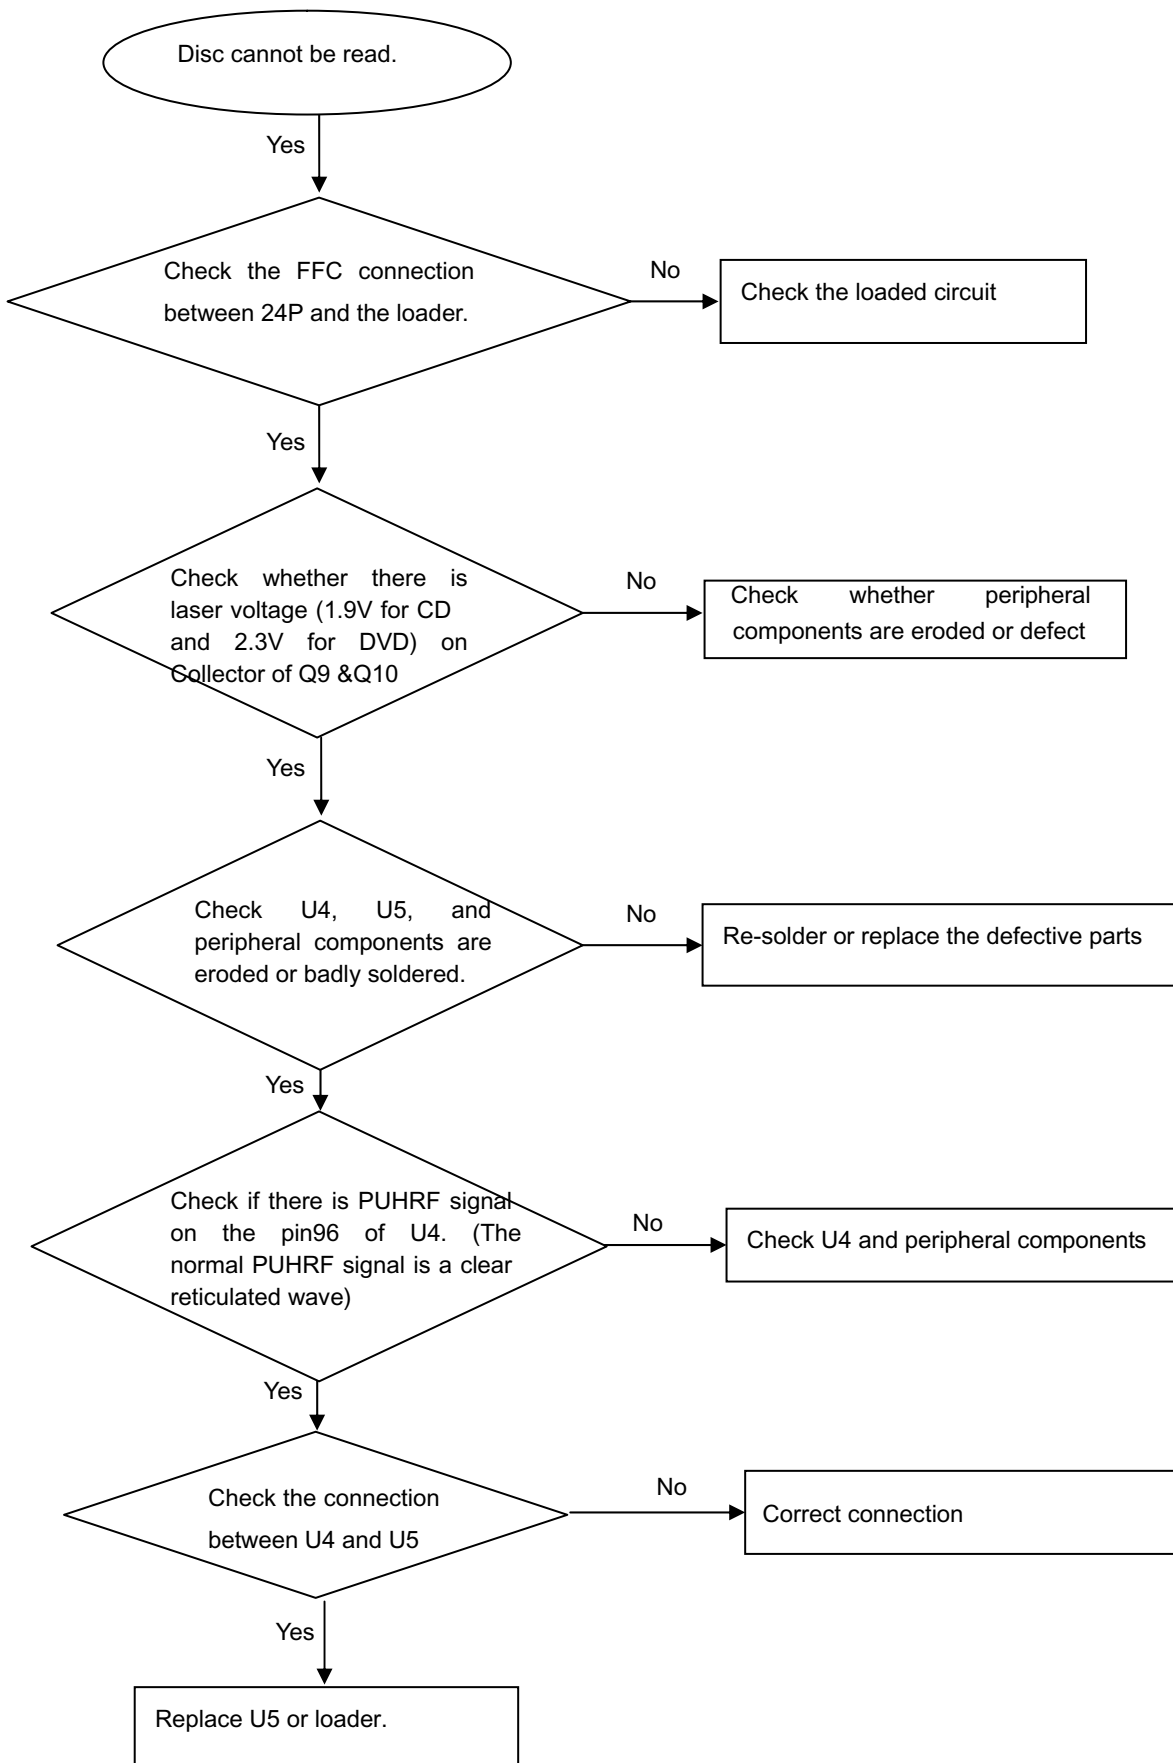 Disc cannot be read.
Yes
Check the FFC connection
between 24P and the loader.
No
Check the loaded circuit
Yes
Check whether there is
laser voltage (1.9V for CD
and 2.3V for DVD) on
Collector of Q9 &Q10
No
Check whether peripheral
components are eroded or defect
Yes
Check U4, U5, and
peripheral components are
eroded or badly soldered.
No
Re-solder or replace the defective parts
Yes
Check if there is PUHRF signal
on the pin96 of U4. (The
normal PUHRF signal is a clear
reticulated wave)
No
Check U4 and peripheral components
Yes
Check the connection
between U4 and U5
No
Correct connection
Yes
Replace U5 or loader.